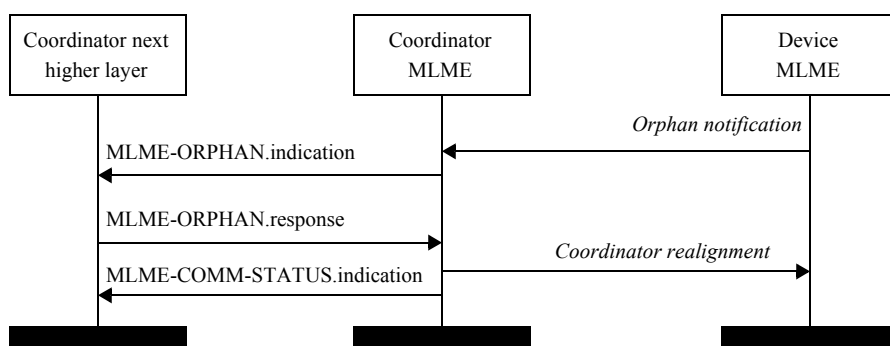 Coordinator next
higher layer
Coordinator
MLME
Device
MLME
Orphan notification
MLME-ORPHAN.indication
MLME-ORPHAN.response
Coordinator realignment
MLME-COMM-STATUS.indication